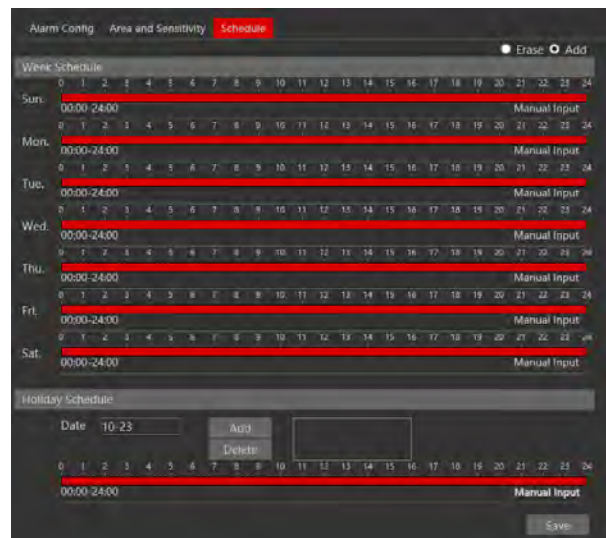 Alarm Config Area and Sensitivity Schedule
Erase Add
Week Schedule
0 1 2 3 4 5 6 7 8 9 10 11 12 13 14 15 16 17 18 19 20 21 22 23 24
Sun.
00:00-24:00 Manual Input
0 1 2 3 4 5 6 7 8 9 10 11 12 13 14 15 16 17 18 19 20 21 22 23 24
Mon.
00:00-24:00 Manual Input
0 1 2 3 4 5 6 7 8 9 10 11 12 13 14 15 16 17 18 19 20 21 22 23 24
Tue.
00:00-24:00 Manual Input
0 1 2 3 4 5 6 7 8 9 10 11 12 13 14 15 16 17 18 19 20 21 22 23 24
Wed.
00:00-24:00 Manual Input
0 1 2 3 4 5 6 7 8 9 10 11 12 13 14 15 16 17 18 19 20 21 22 23 24
Thu.
00:00-24:00 Manual Input
0 1 2 3 4 5 6 7 8 9 10 11 12 13 14 15 16 17 18 19 20 21 22 23 24
Fri.
00:00-24:00 Manual Input
0 1 2 3 4 5 6 7 8 9 10 11 12 13 14 15 16 17 18 19 20 21 22 23 24
Sat.
00:00-24:00 Manual Input
Holiday Schedule
Date 10-23 Add
Delete
0 1 2 3 4 5 6 7 8 9 10 11 12 13 14 15 16 17 18 19 20 21 22 23 24
00:00-24:00 Manual Input
Save